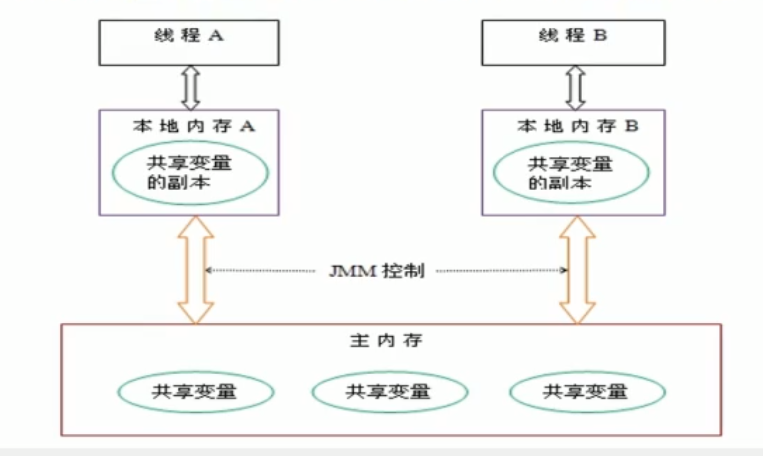 线程 A
线程 B
本地内存 A
共享变量
的副本
本地内存 B
共享变量
的副本
JMM 控制
主内存
共享变量
共享变量
共享变量